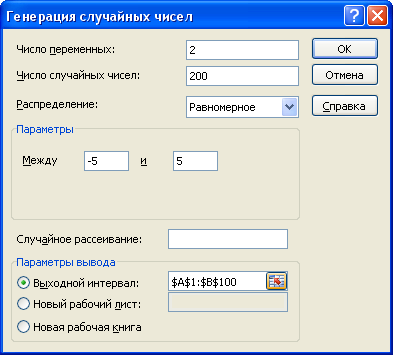 Генерация случайных чисел
Число переменных: 2 OK
Число случайных чисел: 200 Отмена
Распределение: Равномерное Справка
Параметры
Между -5 и 5
Случайное рассеивание:
Параметры вывода
Выходной интервал: $A$1:$B$100
Новый рабочий лист:
Новая рабочая книга